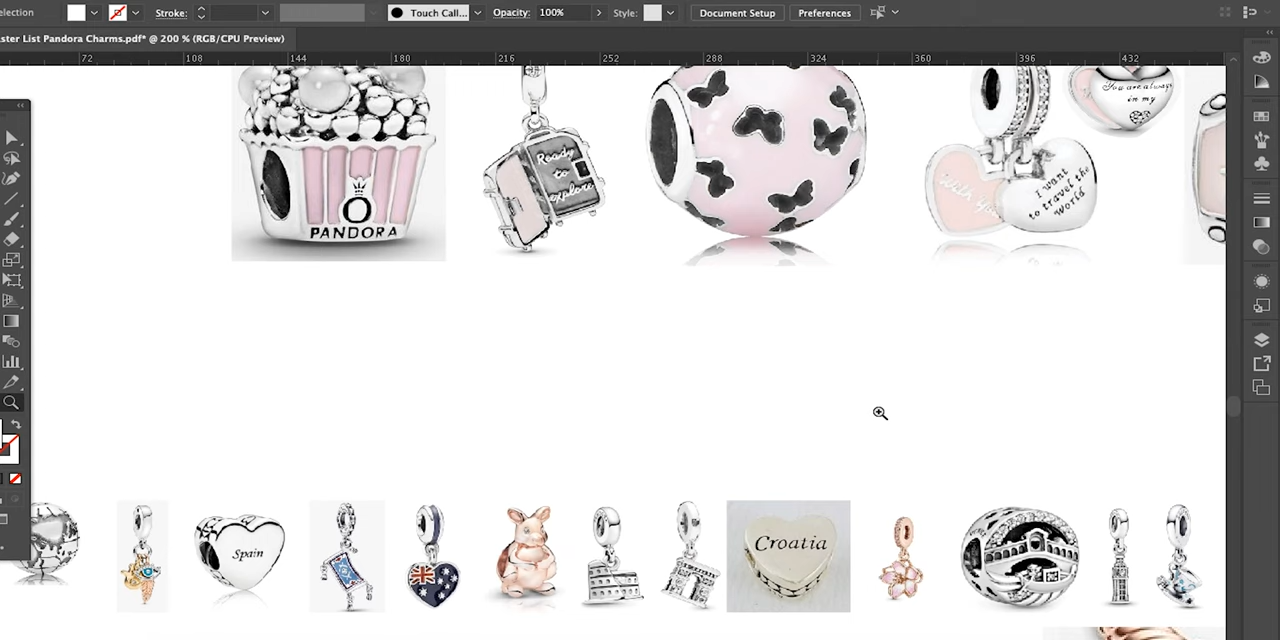 election
Stroke:
Touch Call...
Opacity:
100%
Style:
Document Setup
Preferences
aster List Pandora Charms.pdf* @ 200 % (RGB/CPU Preview)
72 108 144 180 216 252 288 324 360 396 432
You are always
in my
Ready
to
explore
With You
I want
to travel the
world
O
PANDORA
Spain
Croatia